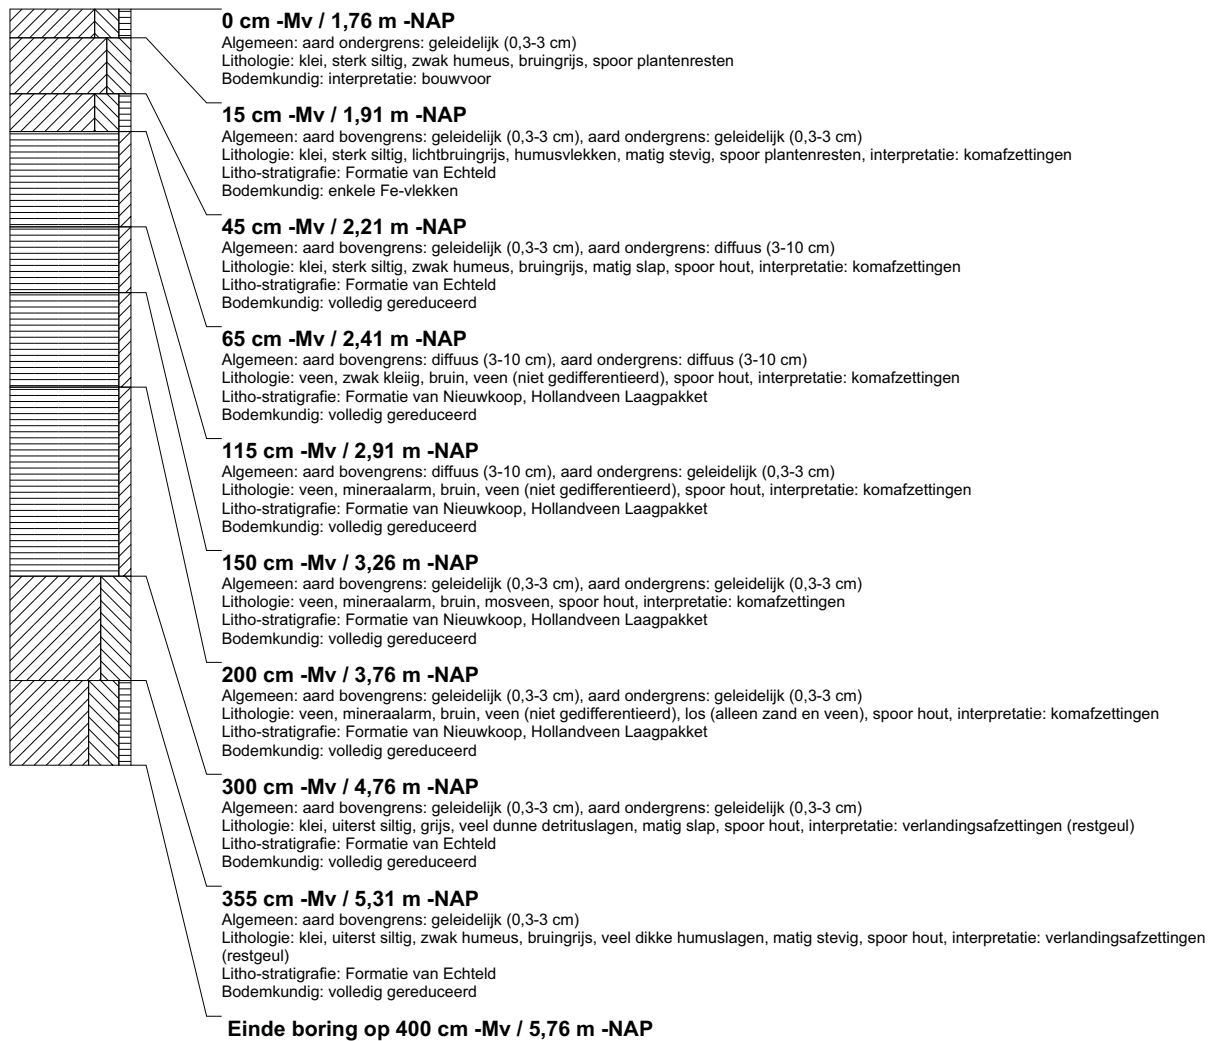 0 cm -Mv / 1,76 m -NAP
Algemeen: aard ondergrens: geleidelijk (0,3-3 cm)
Lithologie: klei, sterk siltig, zwak humeus, bruingrijs, spoor plantenresten
Bodemkundig: interpretatie: bouwvoor
15 cm -Mv / 1,91 m -NAP
Algemeen: aard bovengrens: geleidelijk (0,3-3 cm), aard ondergrens: geleidelijk (0,3-3 cm)
Lithologie: klei, sterk siltig, lichtbruingrijs, humusvlekken, matig stevig, spoor plantenresten, interpretatie: komafzettingen
Litho-stratigrafie: Formatie van Echteld
Bodemkundig: enkele Fe-vlekken
45 cm -Mv / 2,21 m -NAP
Algemeen: aard bovengrens: geleidelijk (0,3-3 cm), aard ondergrens: diffuus (3-10 cm)
Lithologie: klei, sterk siltig, zwak humeus, bruingrijs, matig slap, spoor hout, interpretatie: komafzettingen
Litho-stratigrafie: Formatie van Echteld
Bodemkundig: volledig gereduceerd
65 cm -Mv / 2,41 m -NAP
Algemeen: aard bovengrens: diffuus (3-10 cm), aard ondergrens: diffuus (3-10 cm)
Lithologie: veen, zwak kleiig, bruin, veen (niet gedifferentieerd), spoor hout, interpretatie: komafzettingen
Litho-stratigrafie: Formatie van Nieuwkoop, Hollandveen Laagpakket
Bodemkundig: volledig gereduceerd
115 cm -Mv / 2,91 m -NAP
Algemeen: aard bovengrens: diffuus (3-10 cm), aard ondergrens: geleidelijk (0,3-3 cm)
Lithologie: veen, mineraalarm, bruin, veen (niet gedifferentieerd), spoor hout, interpretatie: komafzettingen
Litho-stratigrafie: Formatie van Nieuwkoop, Hollandveen Laagpakket
Bodemkundig: volledig gereduceerd
150 cm -Mv / 3,26 m -NAP
Algemeen: aard bovengrens: geleidelijk (0,3-3 cm), aard ondergrens: geleidelijk (0,3-3 cm)
Lithologie: veen, mineraalarm, bruin, mosveen, spoor hout, interpretatie: komafzettingen
Litho-stratigrafie: Formatie van Nieuwkoop, Hollandveen Laagpakket
Bodemkundig: volledig gereduceerd
200 cm -Mv / 3,76 m -NAP
Algemeen: aard bovengrens: geleidelijk (0,3-3 cm), aard ondergrens: geleidelijk (0,3-3 cm)
Lithologie: veen, mineraalarm, bruin, veen (niet gedifferentieerd), los (alleen zand en veen), spoor hout, interpretatie: komafzettingen
Litho-stratigrafie: Formatie van Nieuwkoop, Hollandveen Laagpakket
Bodemkundig: volledig gereduceerd
300 cm -Mv / 4,76 m -NAP
Algemeen: aard bovengrens: geleidelijk (0,3-3 cm), aard ondergrens: geleidelijk (0,3-3 cm)
Lithologie: klei, uiterst siltig, grijs, veel dunne detrituslagen, matig slap, spoor hout, interpretatie: verlandingsafzettingen (restgeul)
Litho-stratigrafie: Formatie van Echteld
Bodemkundig: volledig gereduceerd
355 cm -Mv / 5,31 m -NAP
Algemeen: aard bovengrens: geleidelijk (0,3-3 cm)
Lithologie: klei, uiterst siltig, zwak humeus, bruingrijs, veel dikke humuslagen, matig stevig, spoor hout, interpretatie: verlandingsafzettingen
(restgeul)
Litho-stratigrafie: Formatie van Echteld
Bodemkundig: volledig gereduceerd
Einde boring op 400 cm -Mv / 5,76 m -NAP